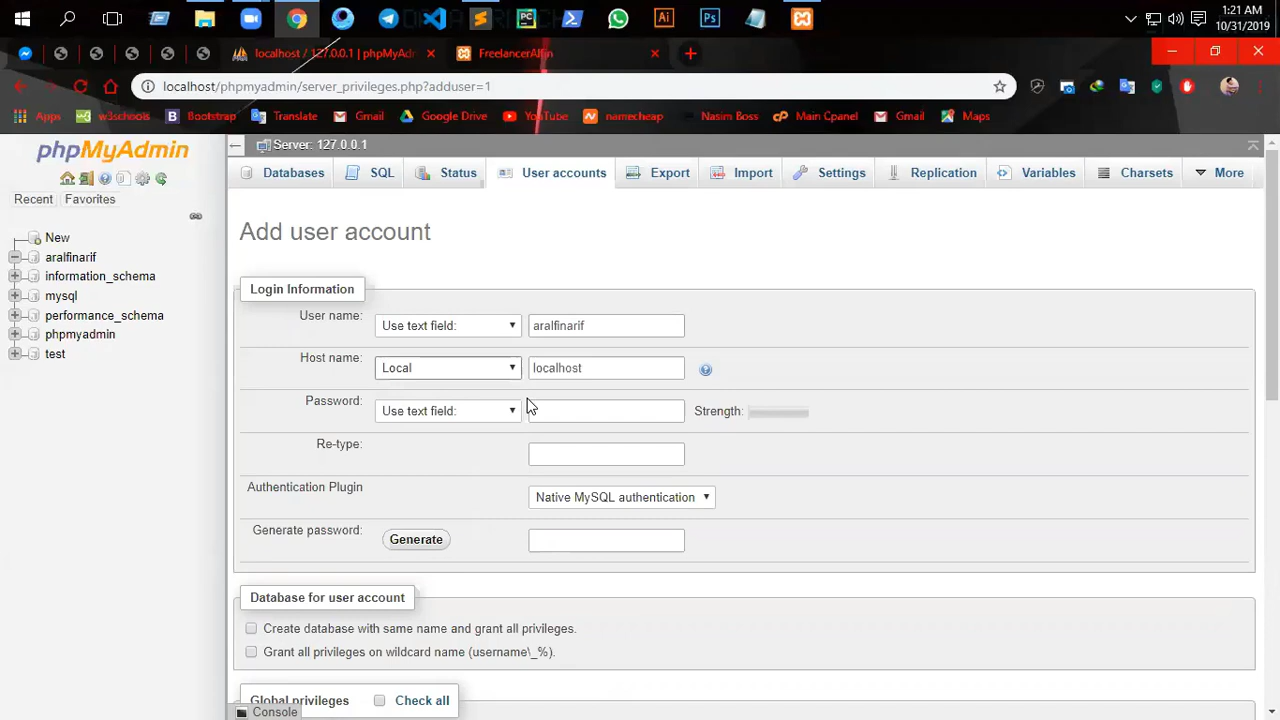 1:21 AM
10/31/2019
localhost / 127.0.0.1 | phpMyAdr
FreelancerAlfin
localhost/phpmyadmin/server_privileges.php?adduser=1
Apps w3schools Bootstrap Translate Gmail Google Drive YouTube namecheap Nasim Boss Main Cpanel Gmail Maps
phpMyAdmin
Recent Favorites
New
aralfinarif
information_schema
mysql
performance_schema
phpmyadmin
test
Server: 127.0.0.1
Databases SQL Status User accounts Export Import Settings Replication Variables Charsets More
Add user account
Login Information
User name: Use text field: aralfinarif
Host name: Local localhost
Password: Use text field: Strength:
Re-type:
Authentication Plugin Native MySQL authentication
Generate password: Generate
Database for user account
Create database with same name and grant all privileges.
Grant all privileges on wildcard name (username\_%).
Global privileges Check all
Console